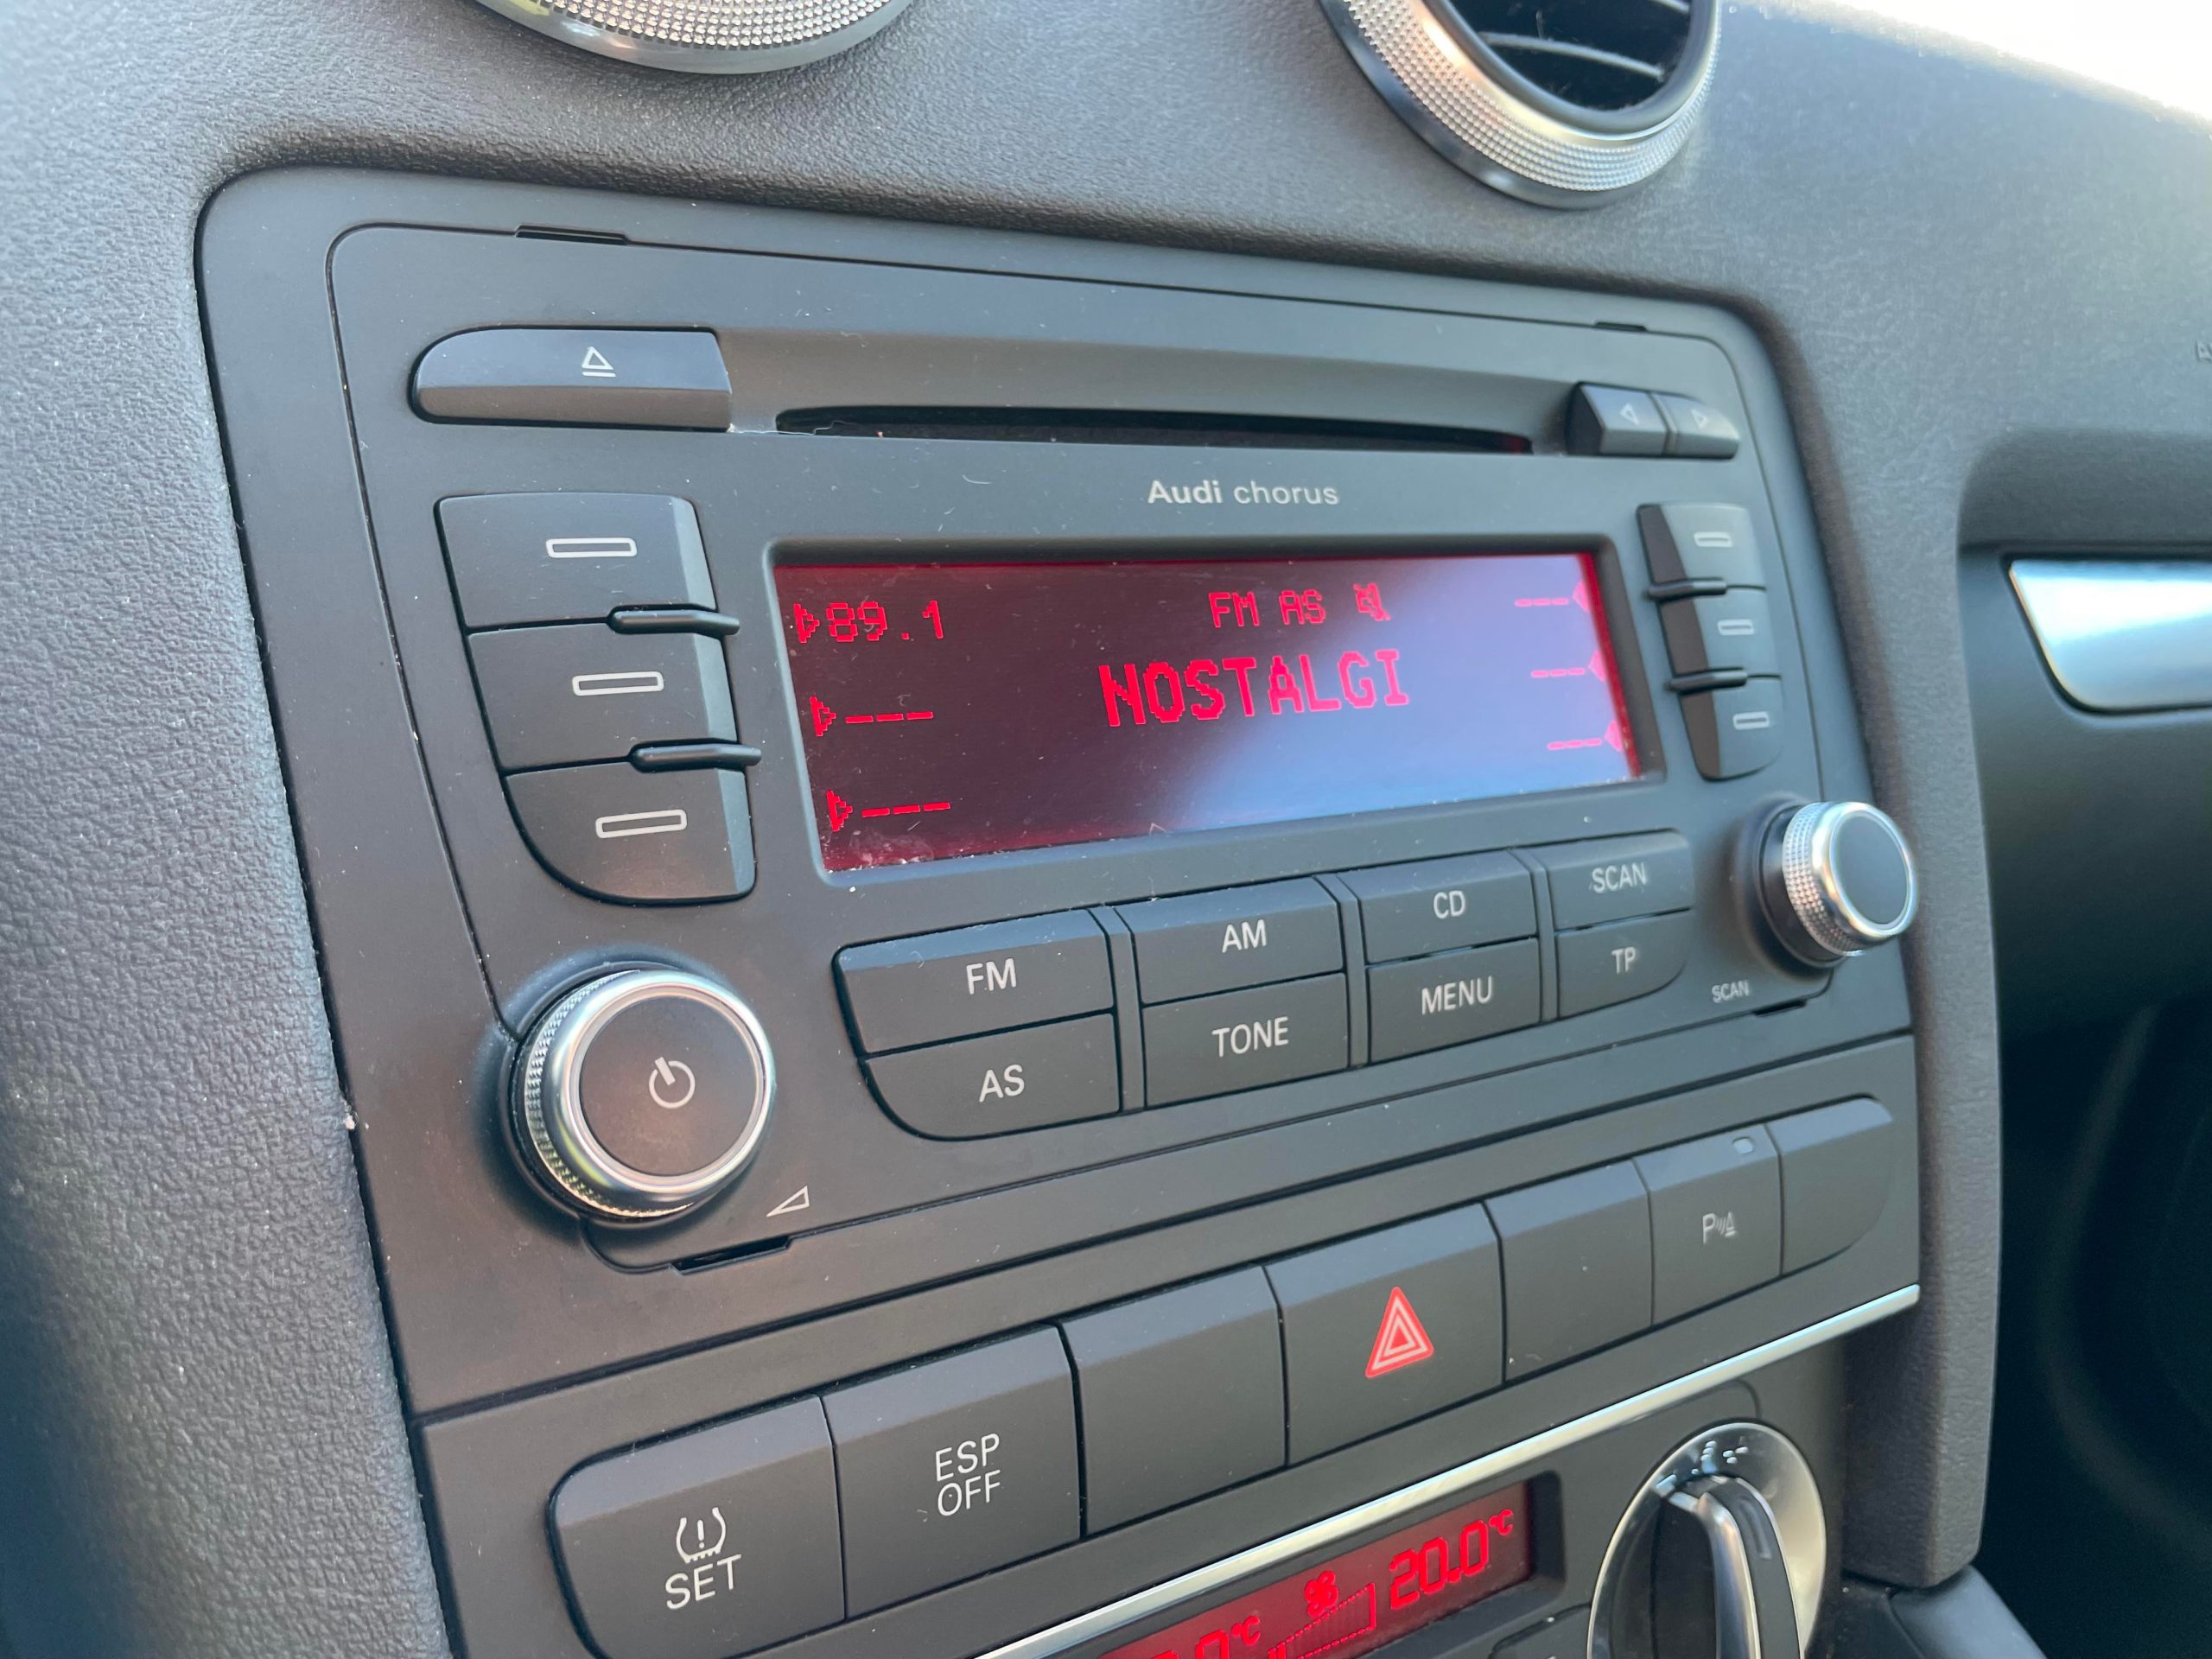 Audi chorus
89.1 FM AS ---
--- NOSTALGI ---
--- ---
FM AM CD SCAN
AS TONE MENU TP
SCAN
P
ESP
OFF
SET
20.0°C